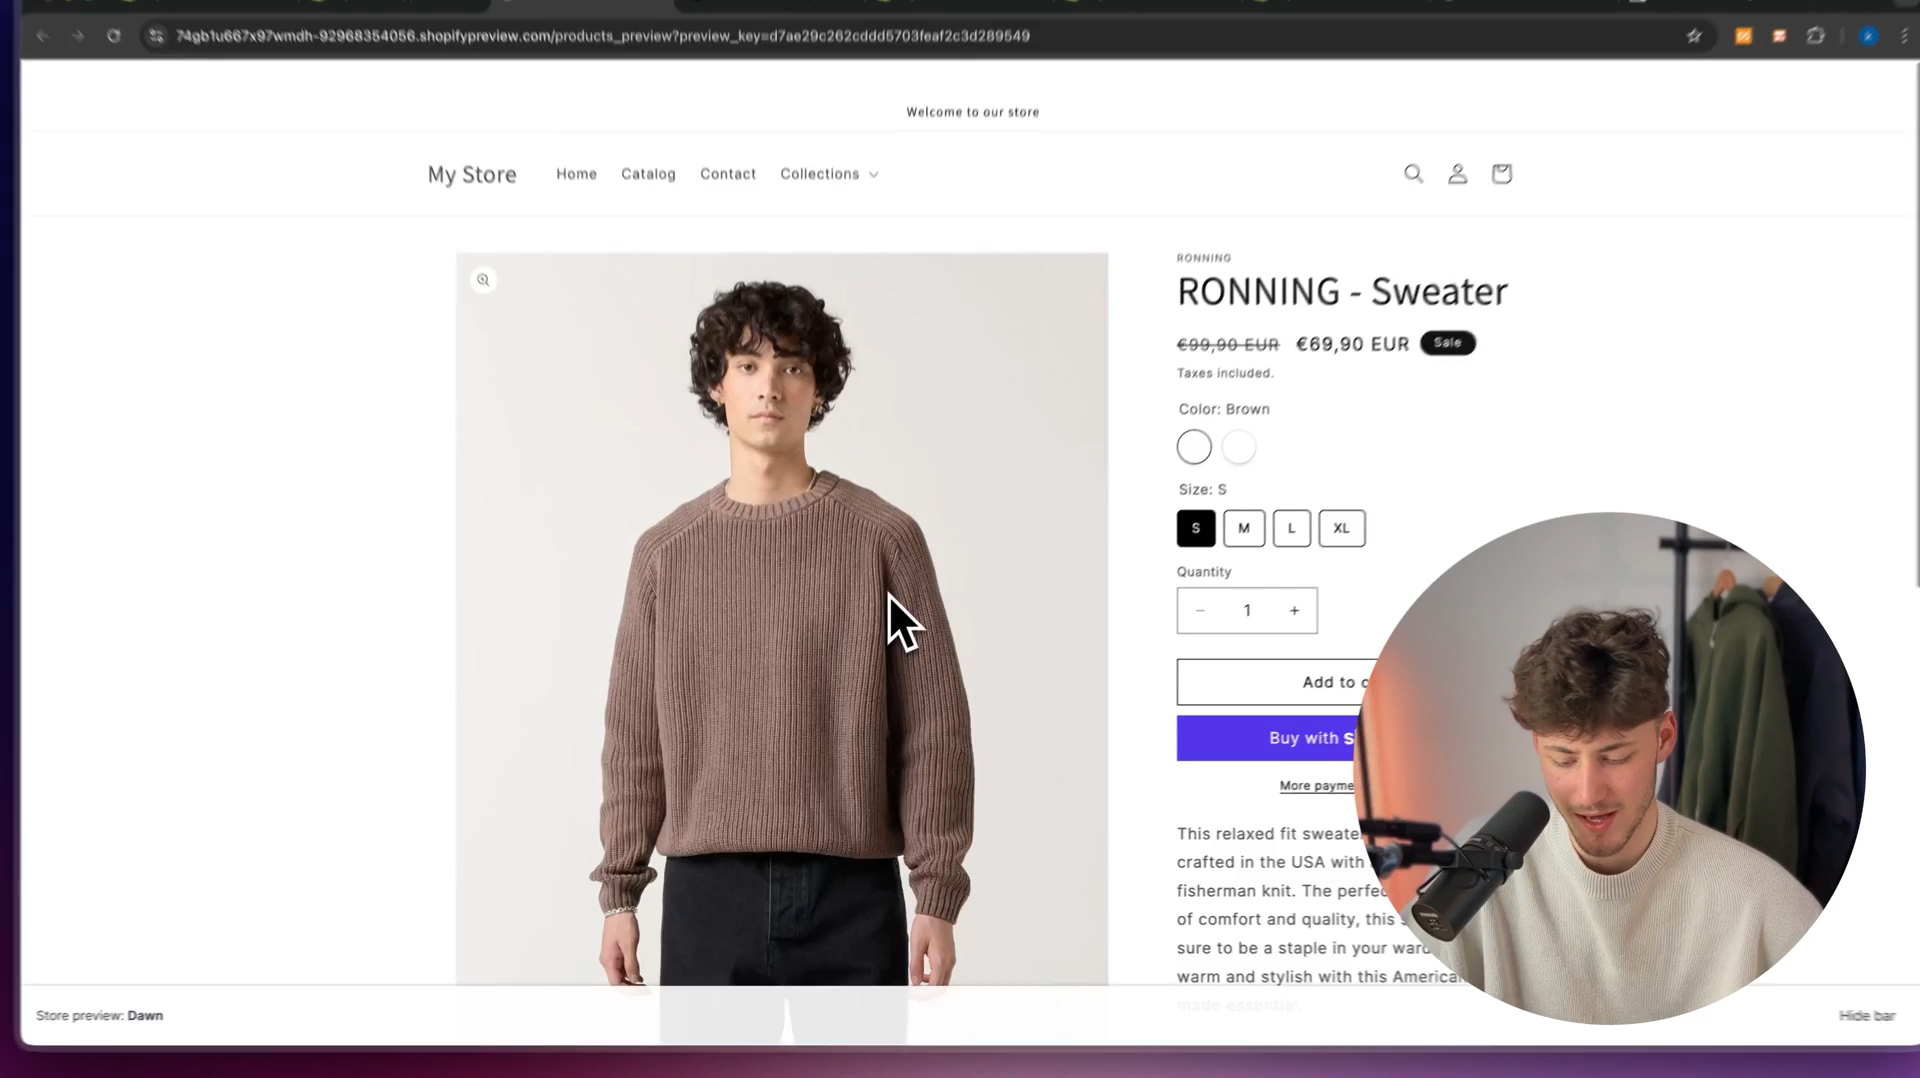 74gb1u667x97wmdh-92968354056.shopifypreview.com/products_preview?preview_key=d7ae29c262cddd5703feaf2c3d289549
Welcome to our store
My Store
Home
Catalog
Contact
Collections
RONNING
RONNING - Sweater
€99,90 EUR €69,90 EUR Sale
Taxes included.
Color: Brown
Size: S
S M L XL
Quantity
− 1 +
Add to c
Buy with S
More payme
This relaxed fit sweate
crafted in the USA with
fisherman knit. The perfec
of comfort and quality, this s
sure to be a staple in your ward
warm and stylish with this America
made essential.
Store preview: Dawn
Hide bar